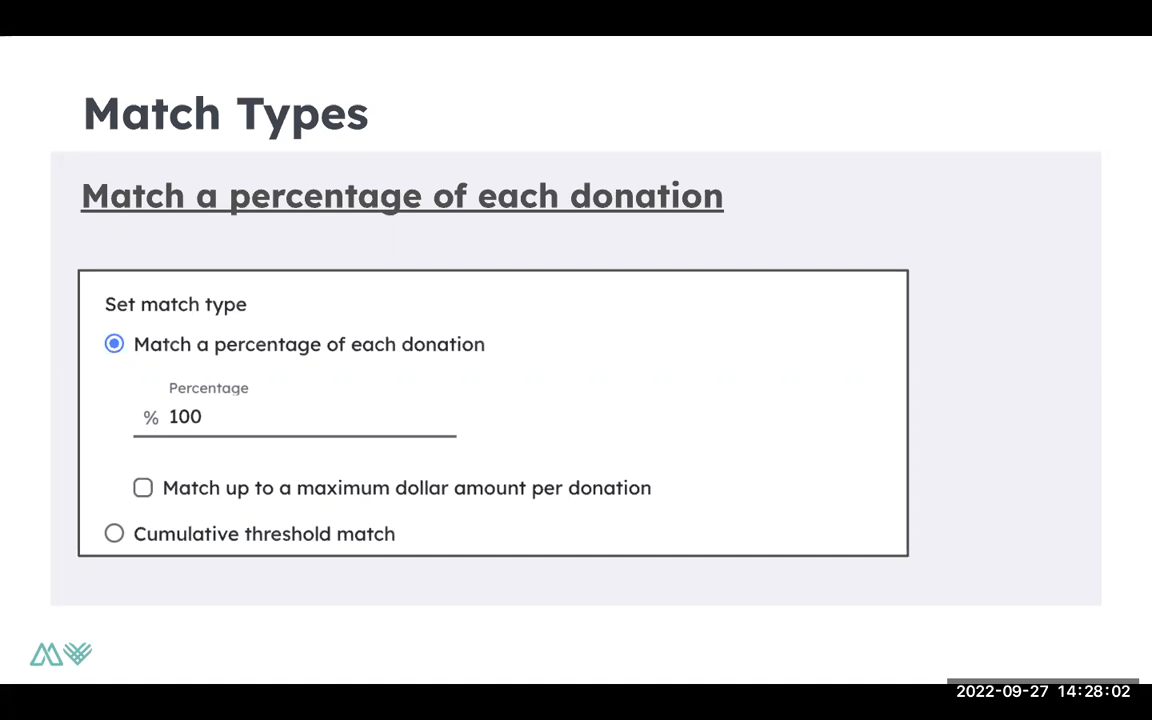 Match Types
Match a percentage of each donation
Set match type
Match a percentage of each donation
Percentage
% 100
Match up to a maximum dollar amount per donation
Cumulative threshold match
2022-09-27 14:28:02